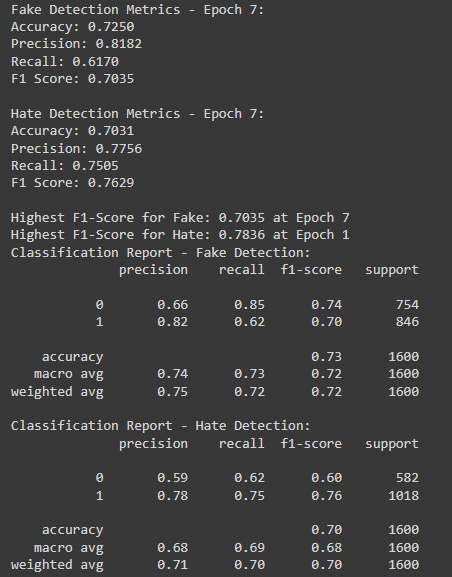 Fake Detection Metrics - Epoch 7:
Accuracy: 0.7250
Precision: 0.8182
Recall: 0.6170
F1 Score: 0.7035
Hate Detection Metrics - Epoch 7:
Accuracy: 0.7031
Precision: 0.7756
Recall: 0.7505
F1 Score: 0.7629
Highest F1-Score for Fake: 0.7035 at Epoch 7
Highest F1-Score for Hate: 0.7836 at Epoch 1
Classification Report - Fake Detection:
precision recall f1-score support
0 0.66 0.85 0.74 754
1 0.82 0.62 0.70 846
accuracy 0.73 1600
macro avg 0.74 0.73 0.72 1600
weighted avg 0.75 0.72 0.72 1600
Classification Report - Hate Detection:
precision recall f1-score support
0 0.59 0.62 0.60 582
1 0.78 0.75 0.76 1018
accuracy 0.70 1600
macro avg 0.68 0.69 0.68 1600
weighted avg 0.71 0.70 0.70 1600